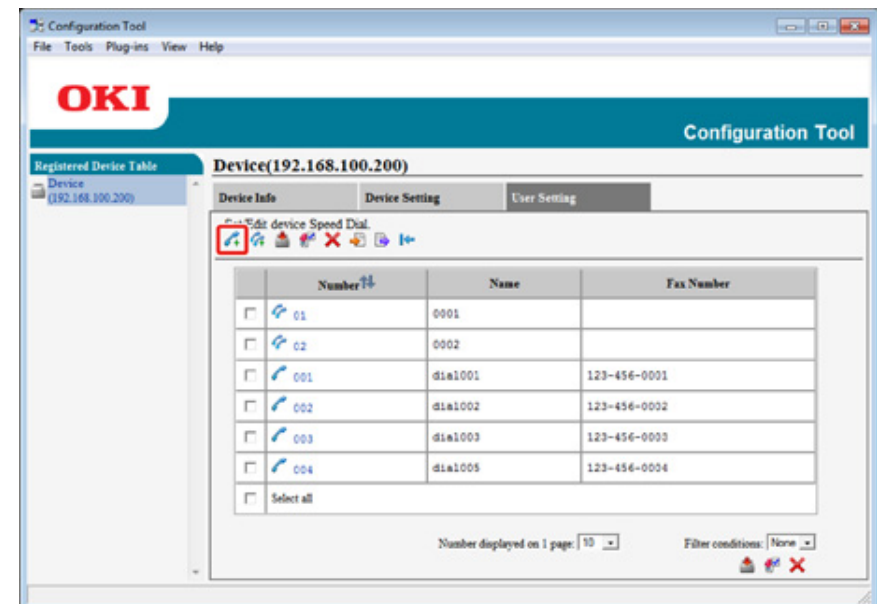 Configuration Tool
File Tools Plug-ins View Help
OKI
Configuration Tool
Registered Device Table
Device
(192.168.100.200)
Device(192.168.100.200)
Device Info Device Setting User Setting
Set/Edit device Speed Dial.
Number Name Fax Number
01 0001
02 0002
001 dial001 123-456-0001
002 dial002 123-456-0002
003 dial003 123-456-0003
004 dial005 123-456-0004
Select all
Number displayed on 1 page: 10 Filter conditions: None